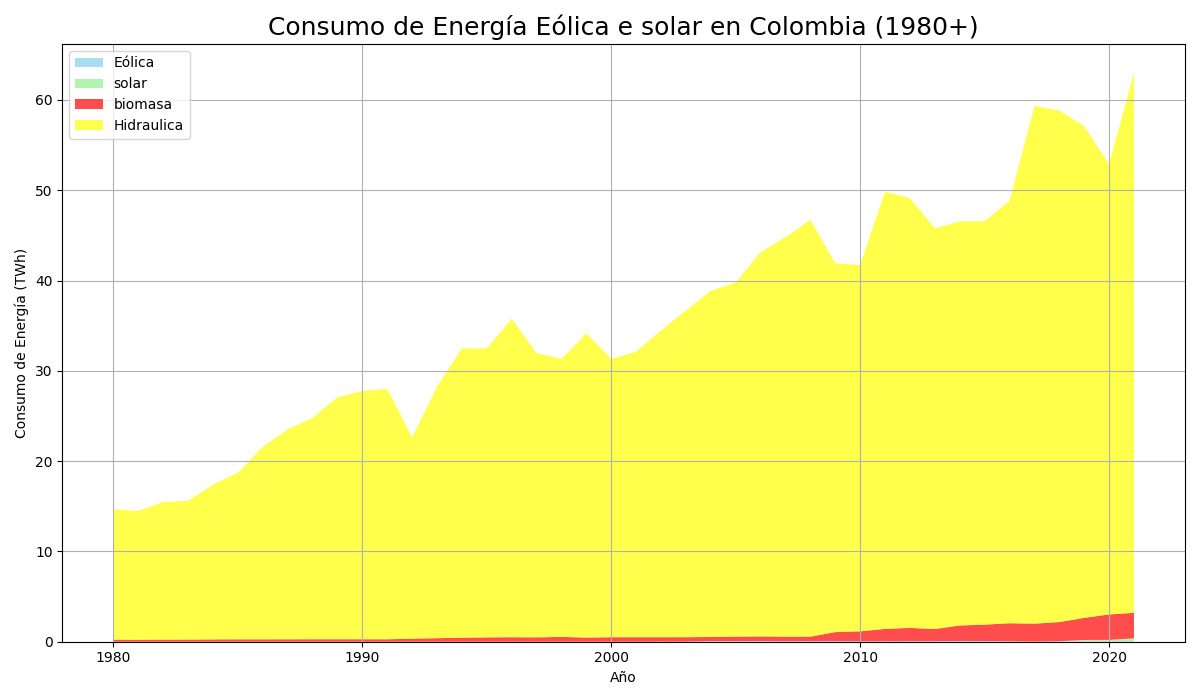 Consumo de Energía Eólica e solar en Colombia (1980+)
Eólica
solar
biomasa
Hidraulica
Consumo de Energía (TWh)
60
50
40
30
20
10
0
1980
1990
2000
2010
2020
Año